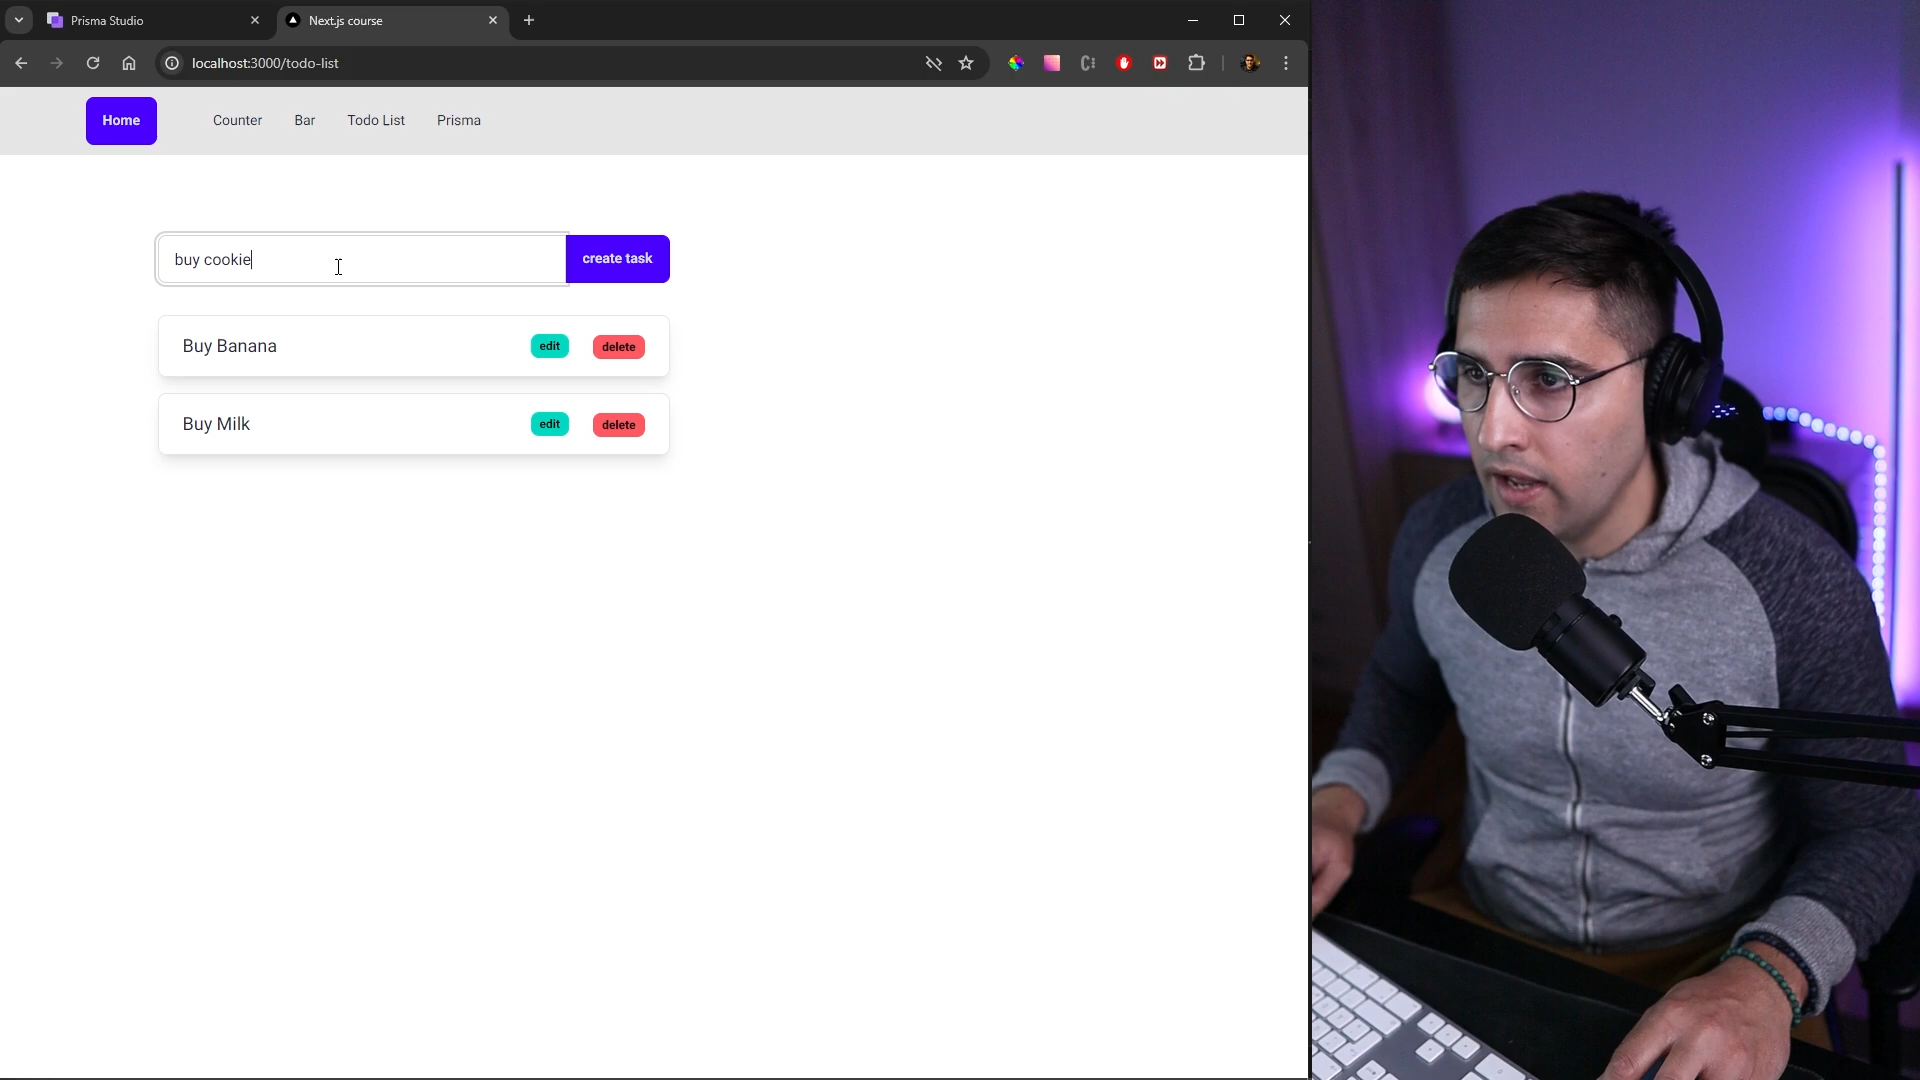 Prisma Studio
Next.js course
localhost:3000/todo-list
Home
Counter
Bar
Todo List
Prisma
buy cookie
create task
Buy Banana
edit
delete
Buy Milk
edit
delete